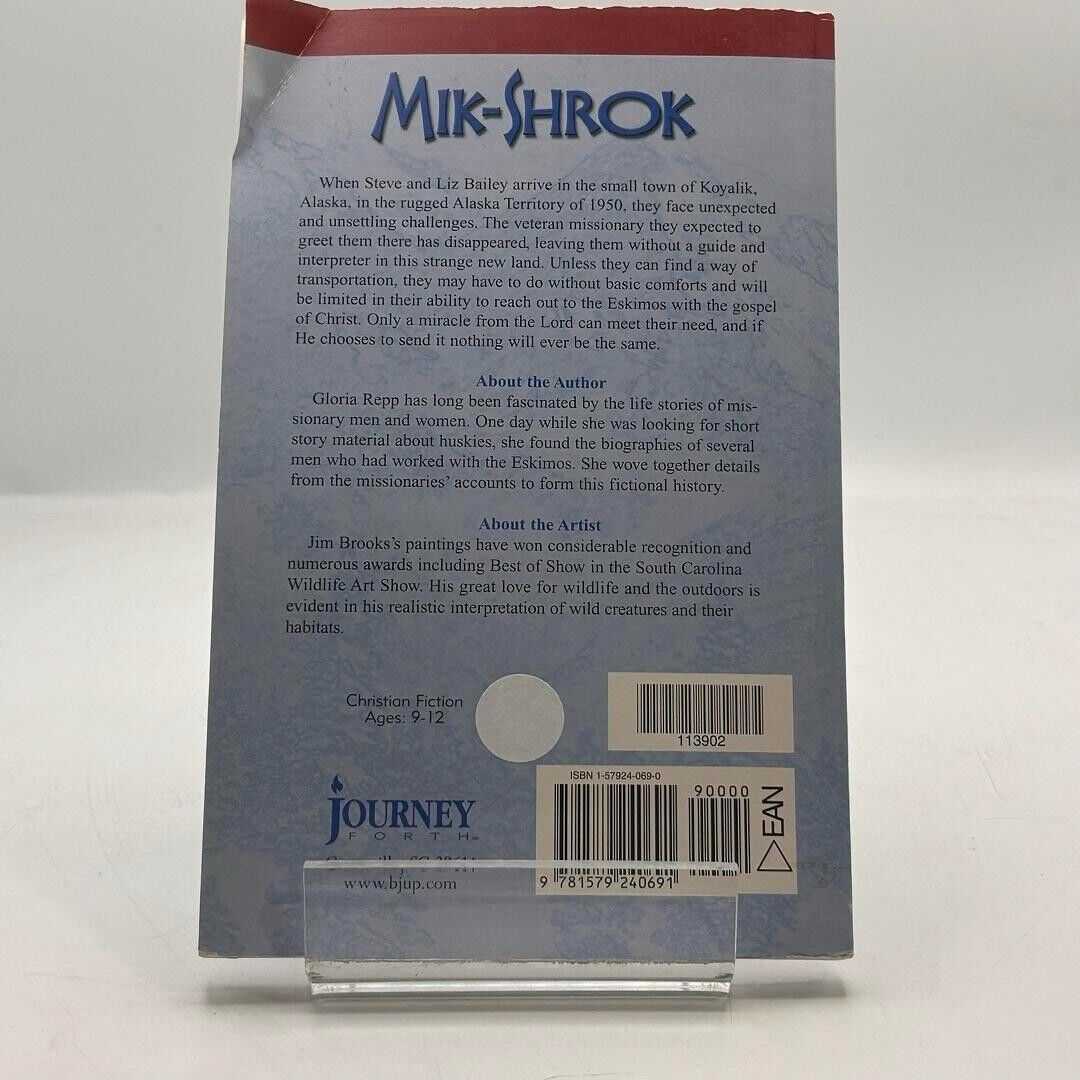 MIK-SHROK
When Steve and Liz Bailey arrive in the small town of Koyalik,
Alaska, in the rugged Alaska Territory of 1950, they face unexpected
and unsettling challenges. The veteran missionary they expected to
greet them there has disappeared, leaving them without a guide and
interpreter in this strange new land. Unless they can find a way of
transportation, they may have to do without basic comforts and will
be limited in their ability to reach out to the Eskimos with the gospel
of Christ. Only a miracle from the Lord can meet their need, and if
He chooses to send it nothing will ever be the same.
About the Author
Gloria Repp has long been fascinated by the life stories of mis-
sionary men and women. One day while she was looking for short
story material about huskies, she found the biographies of several
men who had worked with the Eskimos. She wove together details
from the missionaries' accounts to form this fictional history.
About the Artist
Jim Brooks's paintings have won considerable recognition and
numerous awards including Best of Show in the South Carolina
Wildlife Art Show. His great love for wildlife and the outdoors is
evident in his realistic interpretation of wild creatures and their
habitats.
Christian Fiction
Ages: 9-12
113902
JOURNEY
FORTH
www.bjup.com
ISBN 1-57924-069-0
90000
EAN
9 781579 240691